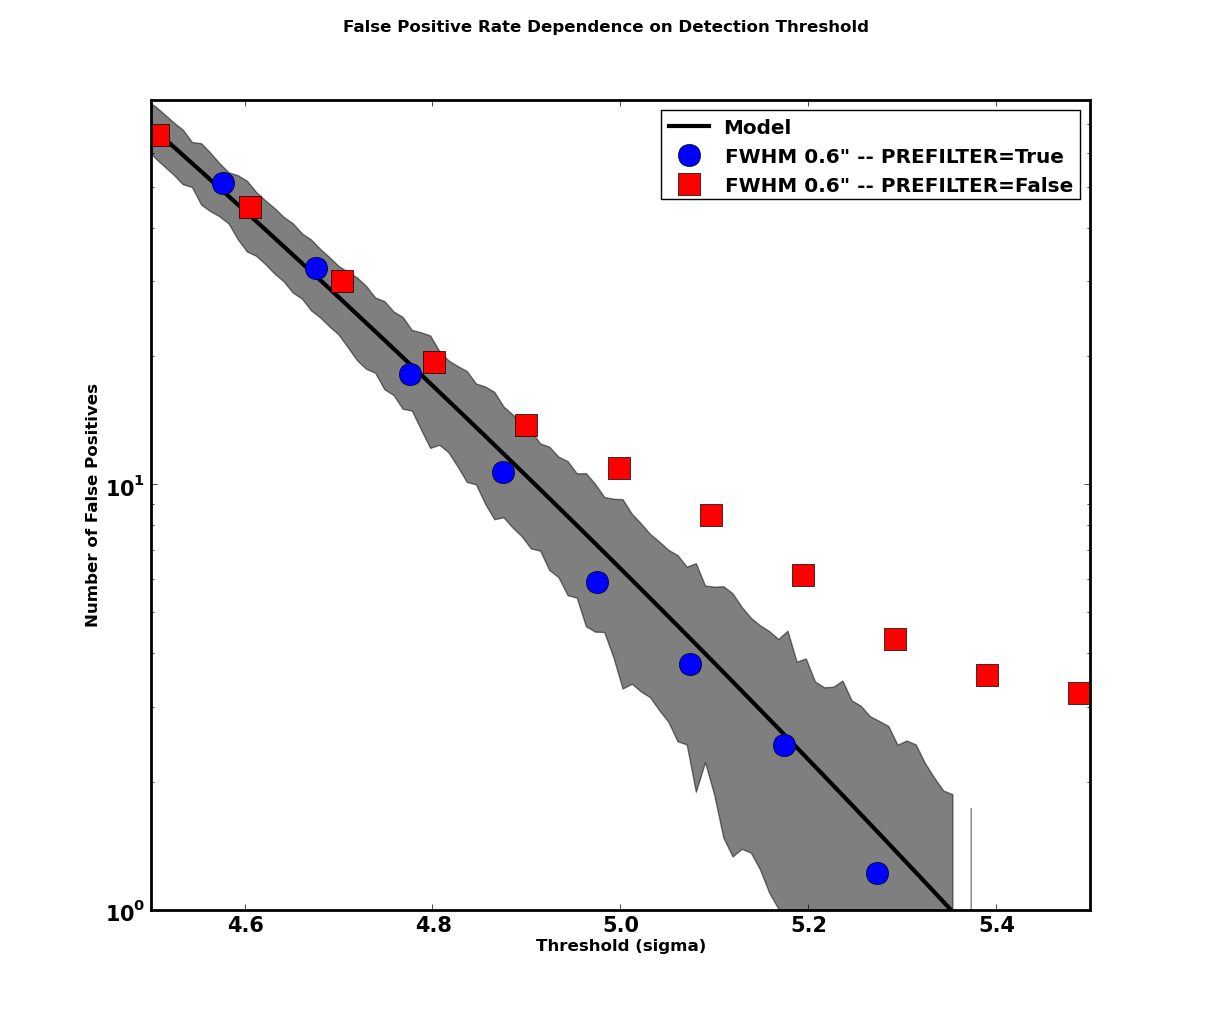 False Positive Rate Dependence on Detection Threshold
Model
FWHM 0.6" -- PREFILTER=True
FWHM 0.6" -- PREFILTER=False
Number of False Positives
10¹
10⁰
4.6 4.8 5.0 5.2 5.4
Threshold (sigma)